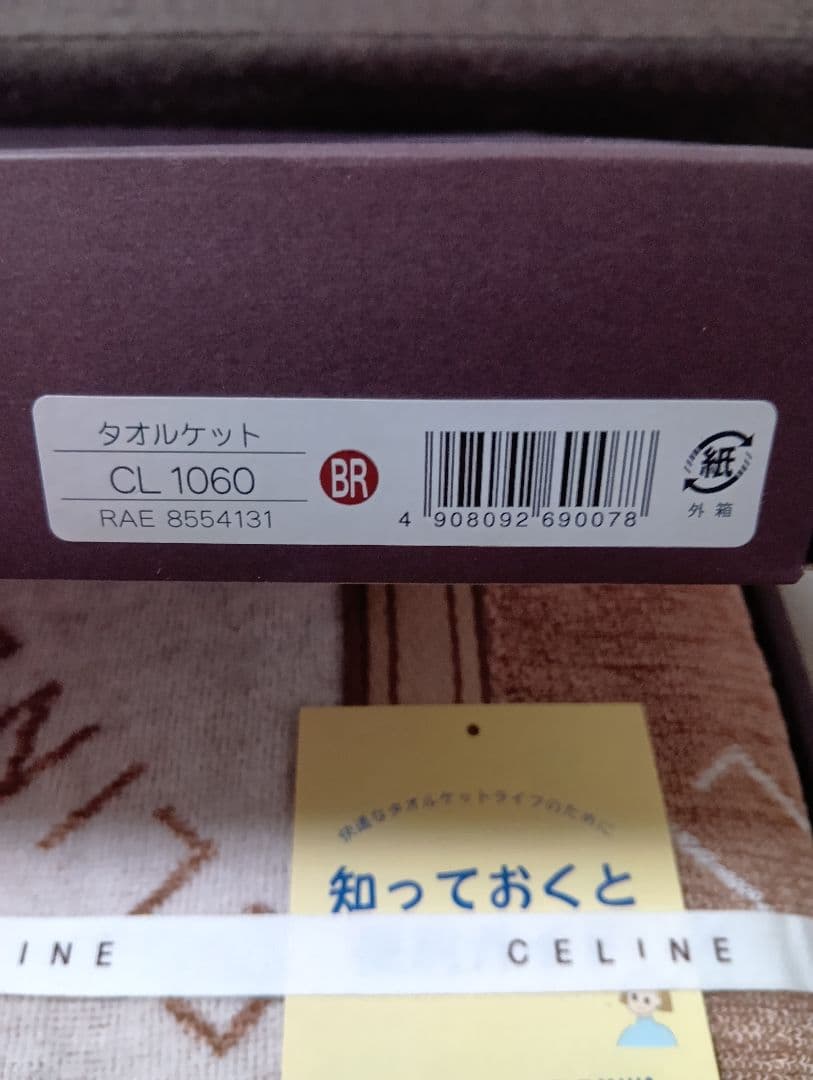 タオルケット
CL 1060
RAE 8554131
BR
4 908092 690078
紙
外箱
快適なタオルケットライフのために
知っておくと
INE
CELINE